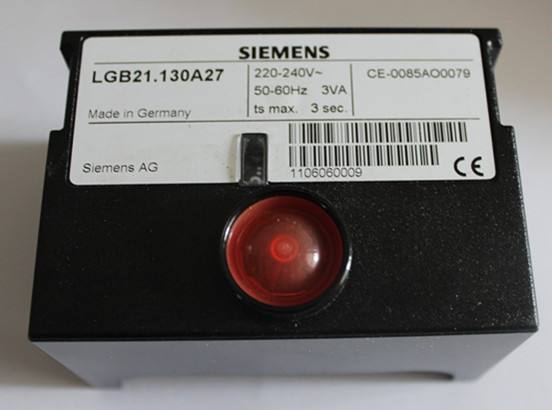 SIEMENS
LGB21.130A27
220-240V~
50-60Hz 3VA
ts max. 3 sec.
CE-0085AO0079
Made in Germany
Siemens AG
1106060009
CE